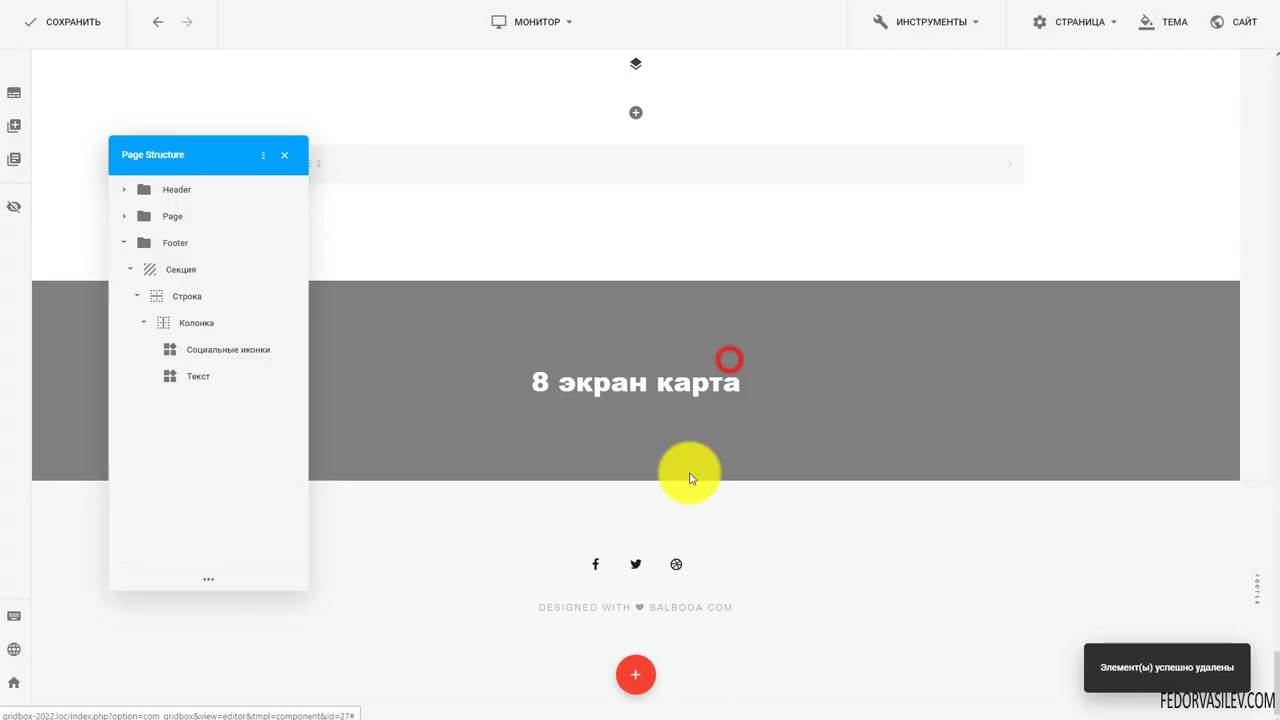 СОХРАНИТЬ
МОНИТОР
ИНСТРУМЕНТЫ
СТРАНИЦА
ТЕМА
САЙТ
Page Structure
2
Header
Page
Footer
Секция
Строка
Колонка
Социальные иконки
Текст
8 экран карта
DESIGNED WITH ❤ BALBOOA.COM
FOOTER
Элемент(ы) успешно удалены
FEDORVASILEV.COM
gridbox-2022.loc/index.php?option=com_gridbox&view=editor&tmpl=component&id=27#